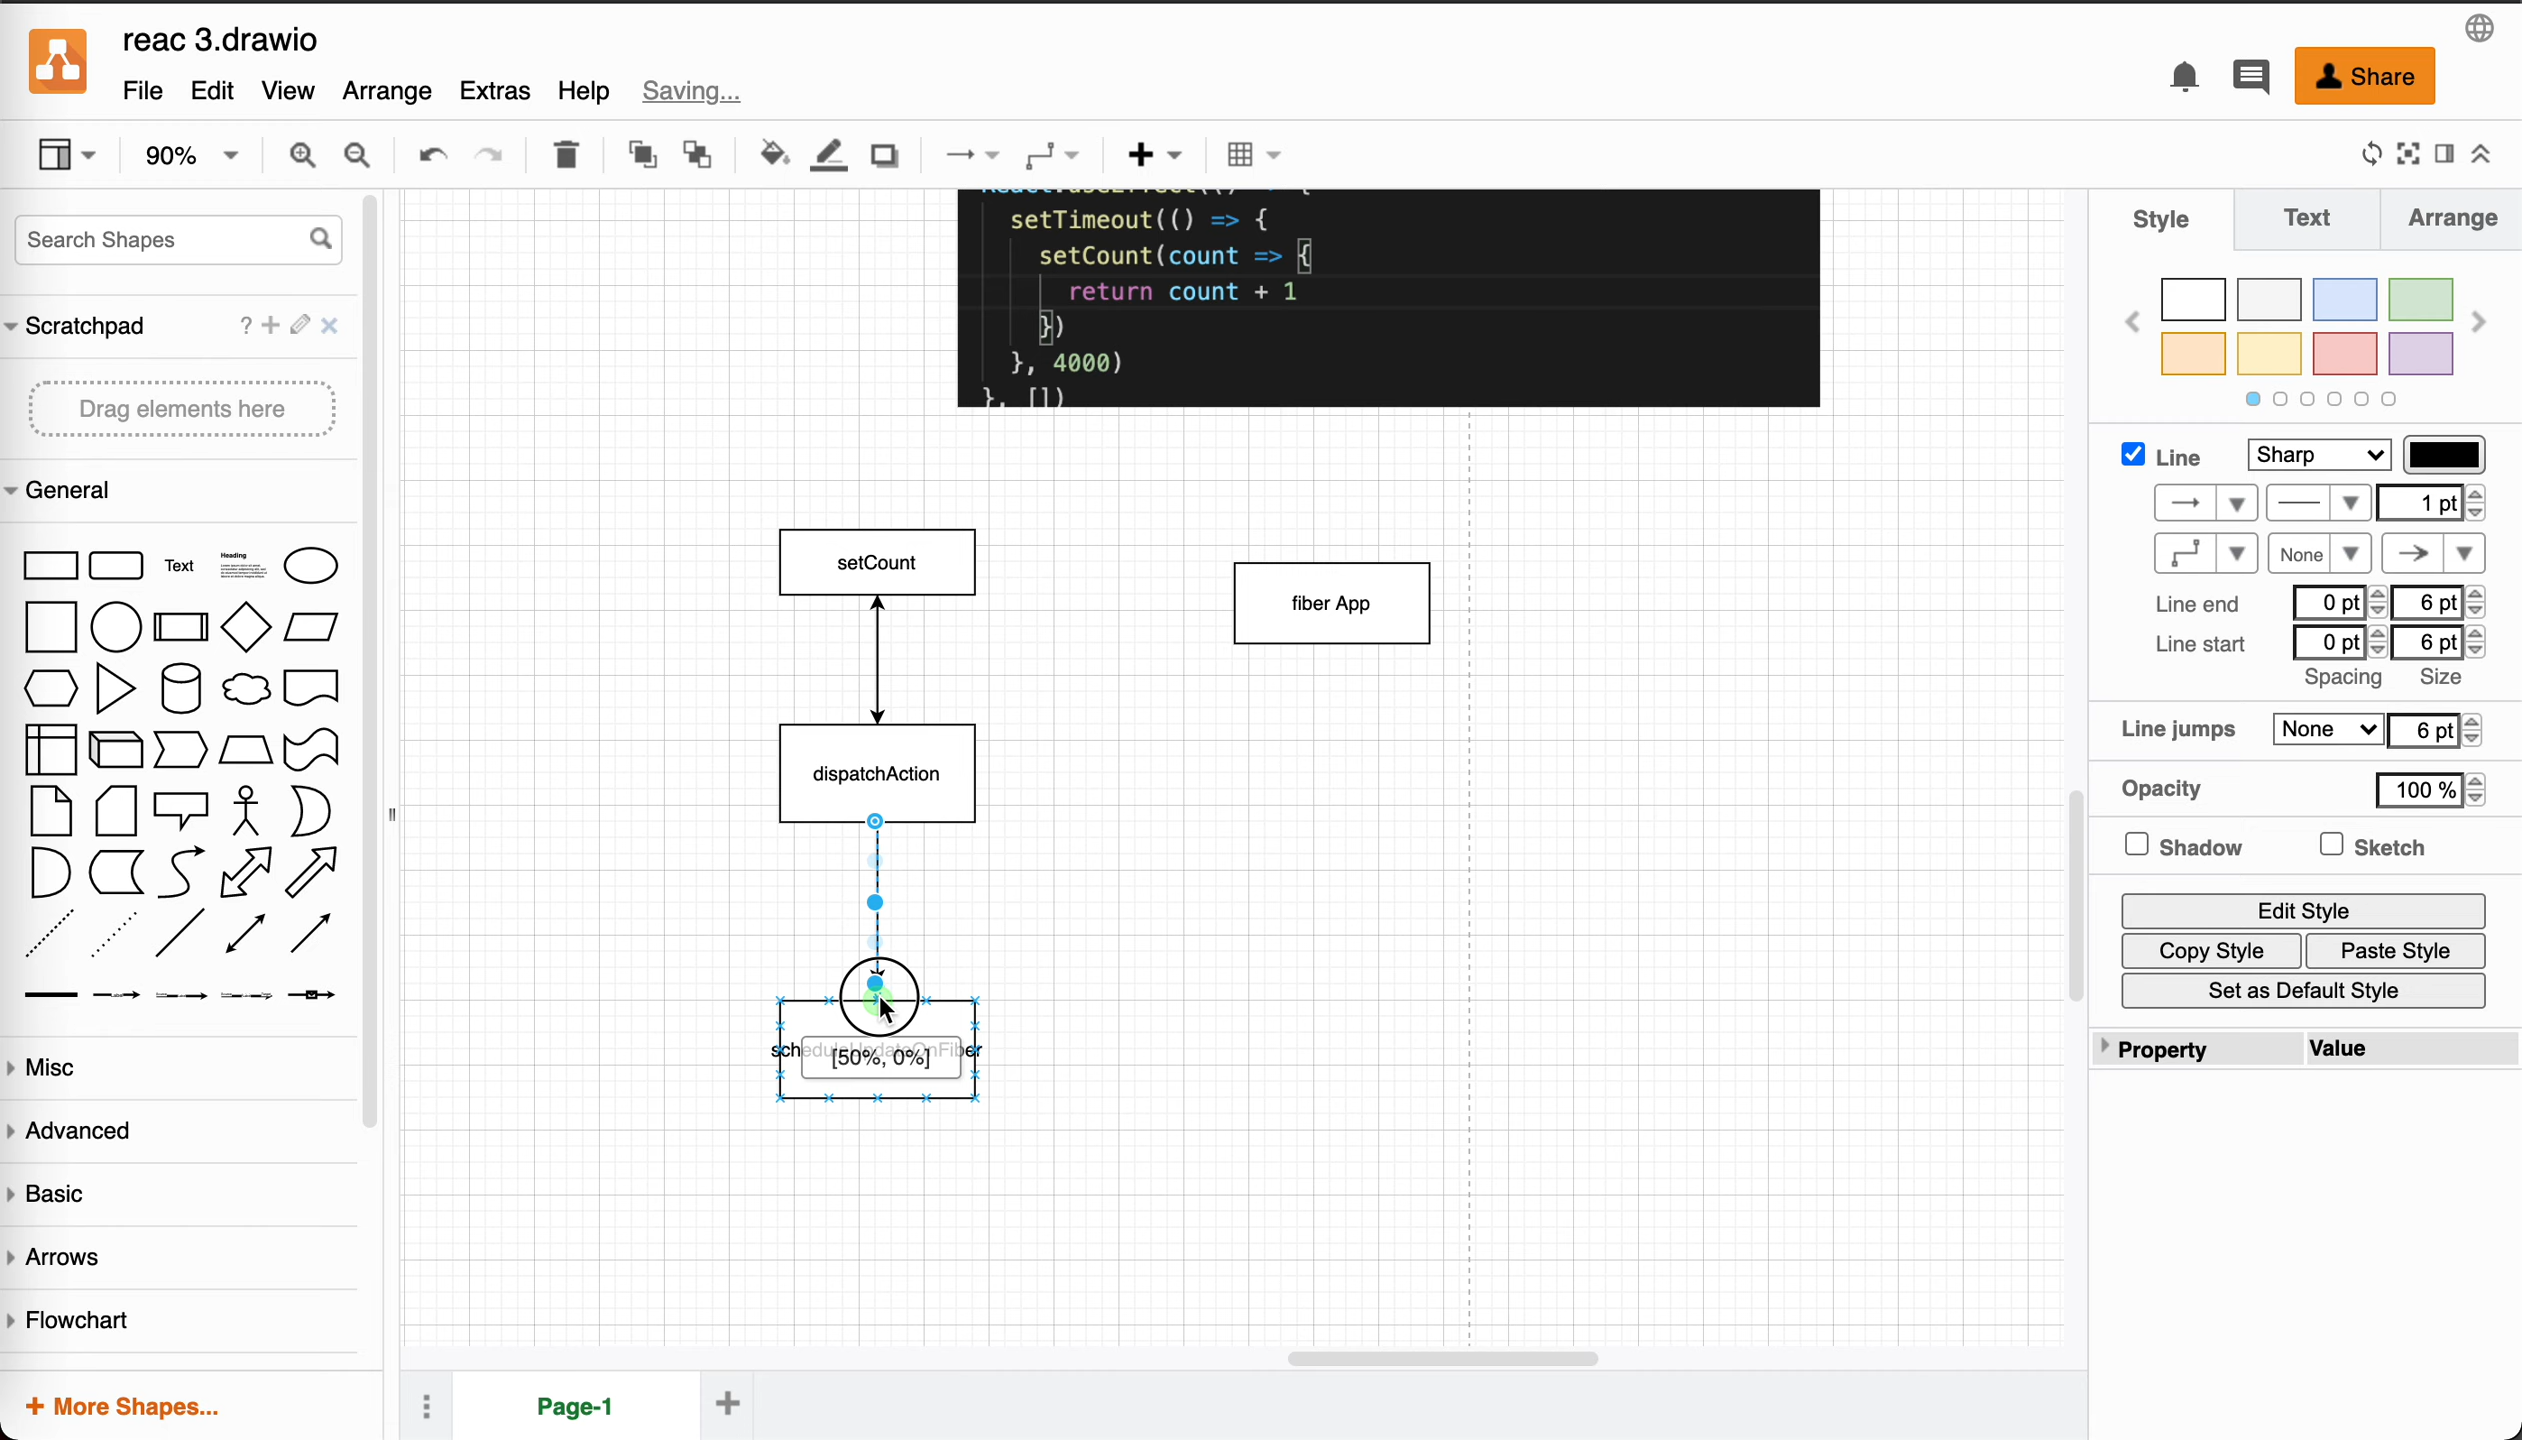 reac 3.drawio
File Edit View Arrange Extras Help Saving...
Share
90%
Search Shapes
Scratchpad
?
Drag elements here
General
Text
Heading
Misc
Advanced
Basic
Arrows
Flowchart
+ More Shapes...
setTimeout(() => {
setCount(count => {
return count + 1
})
}, 4000)
}, [])
setCount
fiber App
dispatchAction
scheduleUpdateOnFiber
[50%, 0%]
Page-1
Style Text Arrange
Line Sharp
1 pt
None
Line end 0 pt 6 pt
Line start 0 pt 6 pt
Spacing Size
Line jumps None 6 pt
Opacity 100 %
Shadow Sketch
Edit Style
Copy Style Paste Style
Set as Default Style
Property Value